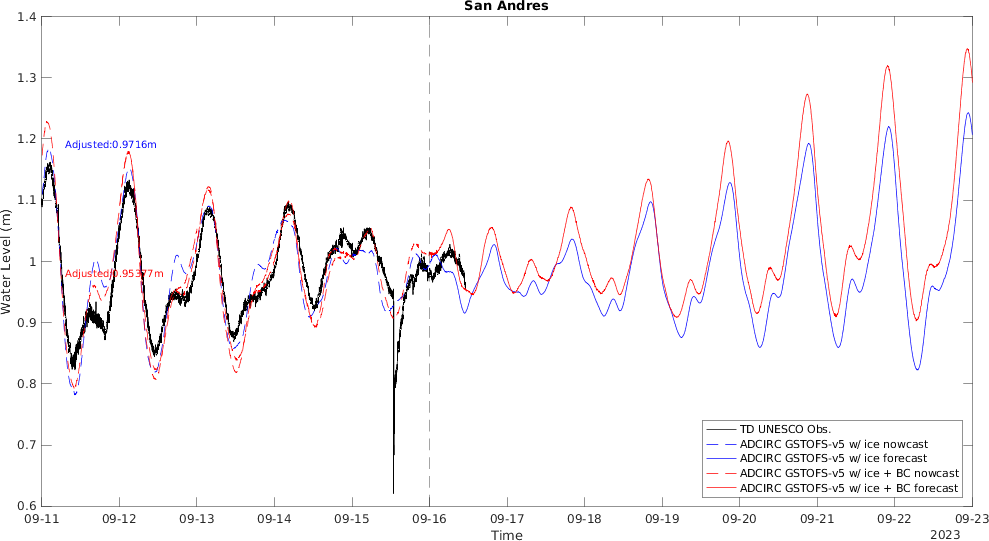 San Andres
1.4
1.3
1.2
1.1
1
0.9
0.8
0.7
0.6
Water Level (m)
Adjusted:0.9716m
Adjusted:0.95377m
TD UNESCO Obs.
ADCIRC GSTOFS-v5 w/ ice nowcast
ADCIRC GSTOFS-v5 w/ ice forecast
ADCIRC GSTOFS-v5 w/ ice + BC nowcast
ADCIRC GSTOFS-v5 w/ ice + BC forecast
09-11 09-12 09-13 09-14 09-15 09-16 09-17 09-18 09-19 09-20 09-21 09-22 09-23
Time
2023